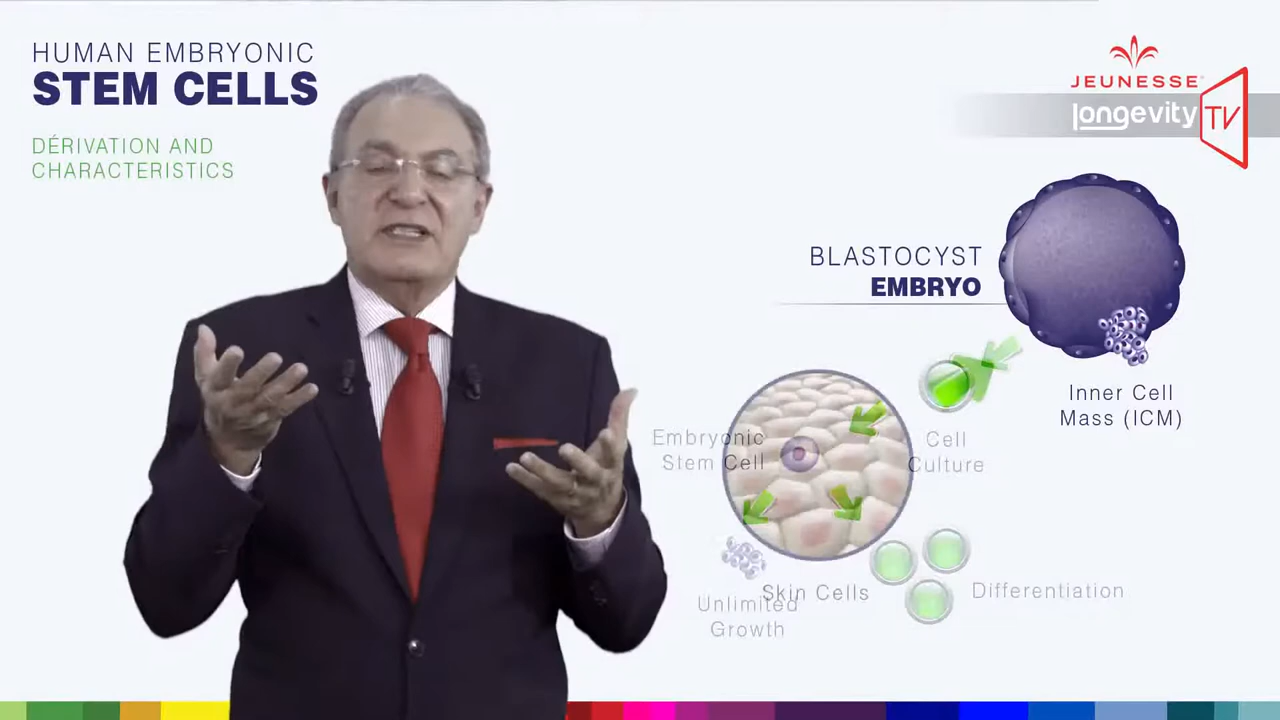 HUMAN EMBRYONIC
STEM CELLS
DÉRIVATION AND
CHARACTERISTICS
JEUNESSE
longevity TV
BLASTOCYST
EMBRYO
Inner Cell
Mass (ICM)
Embryonic
Stem Cell
Cell
Culture
Skin Cells
Differentiation
Unlimited
Growth